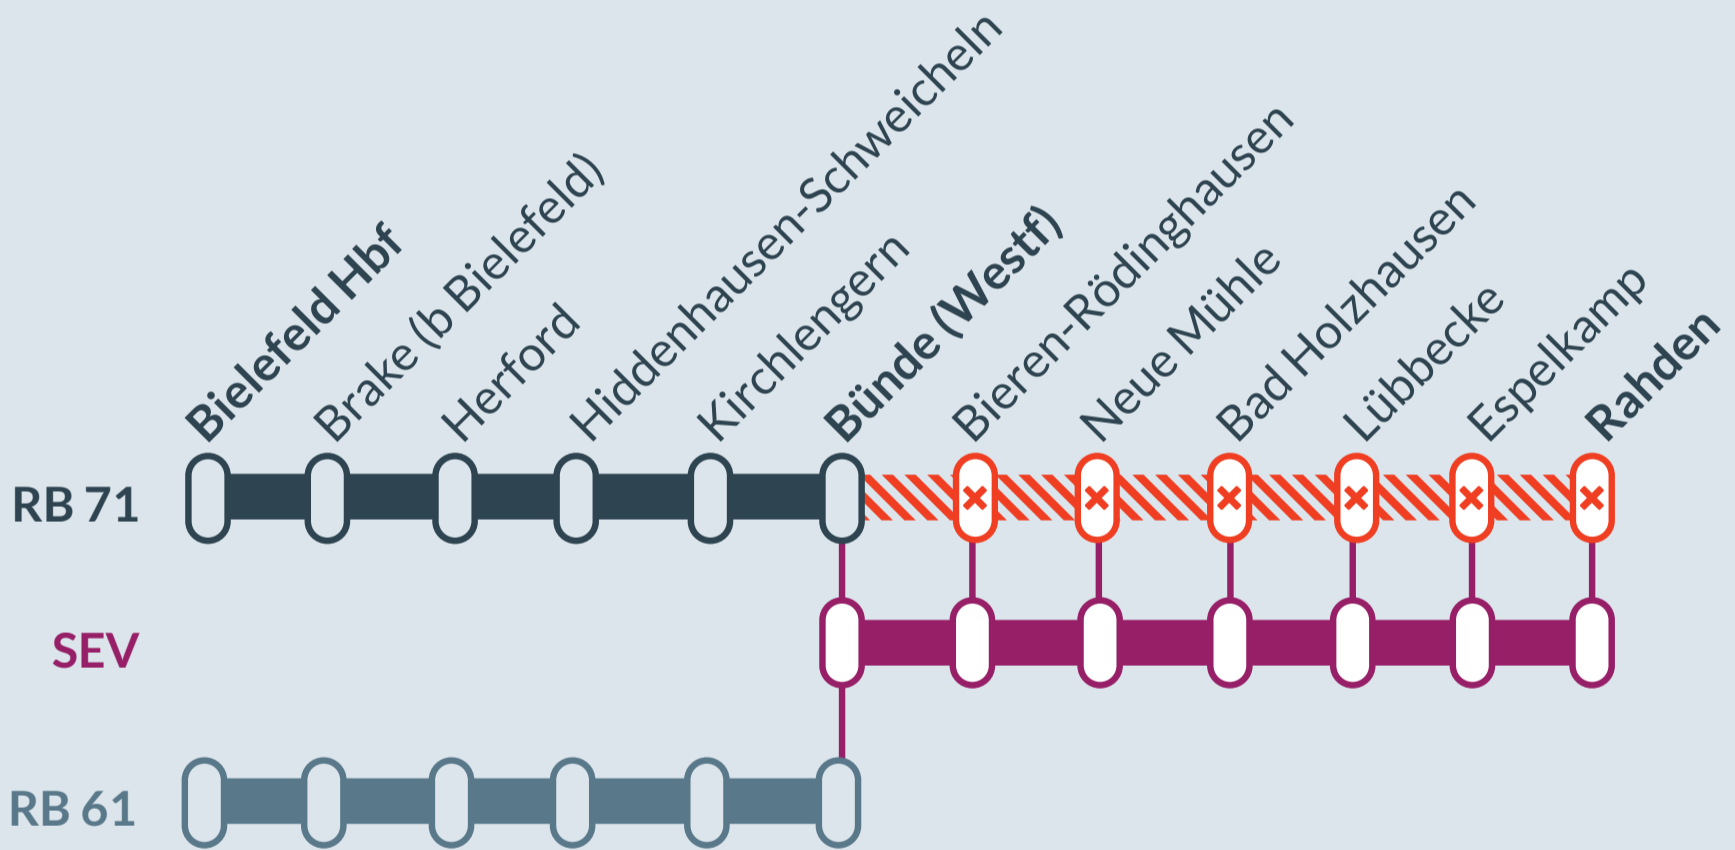 Bielefeld Hbf
Brake (b Bielefeld)
Herford
Hiddenhausen-Schweicheln
Kirchlengern
Bünde (Westf)
Bieren-Rödinghausen
Neue Mühle
Bad Holzhausen
Lübbecke
Espelkamp
Rahden
RB 71
SEV
RB 61